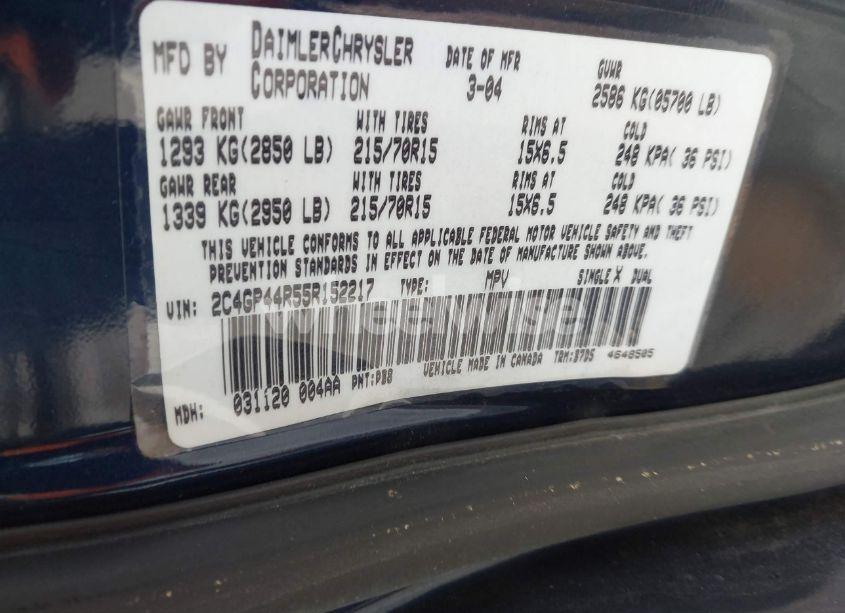 MFD BY DAIMLERCHRYSLER CORPORATION DATE OF MFR 3-04 GVWR 2586 KG(05700 LB)
GAWR FRONT WITH TIRES RIMS AT COLD
1293 KG(2850 LB) 215/70R15 15X6.5 248 KPA( 36 PSI)
GAWR REAR WITH TIRES RIMS AT COLD
1339 KG(2950 LB) 215/70R15 15X6.5 248 KPA( 36 PSI)
THIS VEHICLE CONFORMS TO ALL APPLICABLE FEDERAL MOTOR VEHICLE SAFETY AND THEFT
PREVENTION STANDARDS IN EFFECT ON THE DATE OF MANUFACTURE SHOWN ABOVE.
VIN: 2C4GP44R55R152217 TYPE: MPV SINGLE X DUAL
MDH: 031120 004AA PNT:PB8 VEHICLE MADE IN CANADA TRM:B7D5 4648505